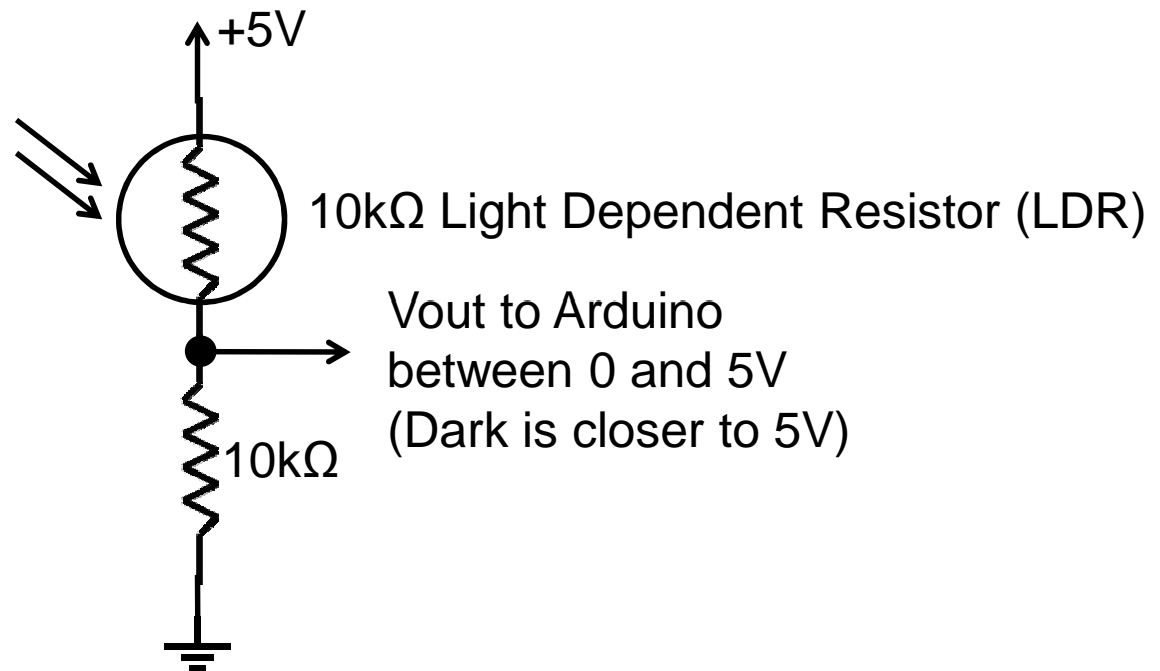 +5V
10kΩ Light Dependent Resistor (LDR)
Vout to Arduino
between 0 and 5V
(Dark is closer to 5V)
10kΩ